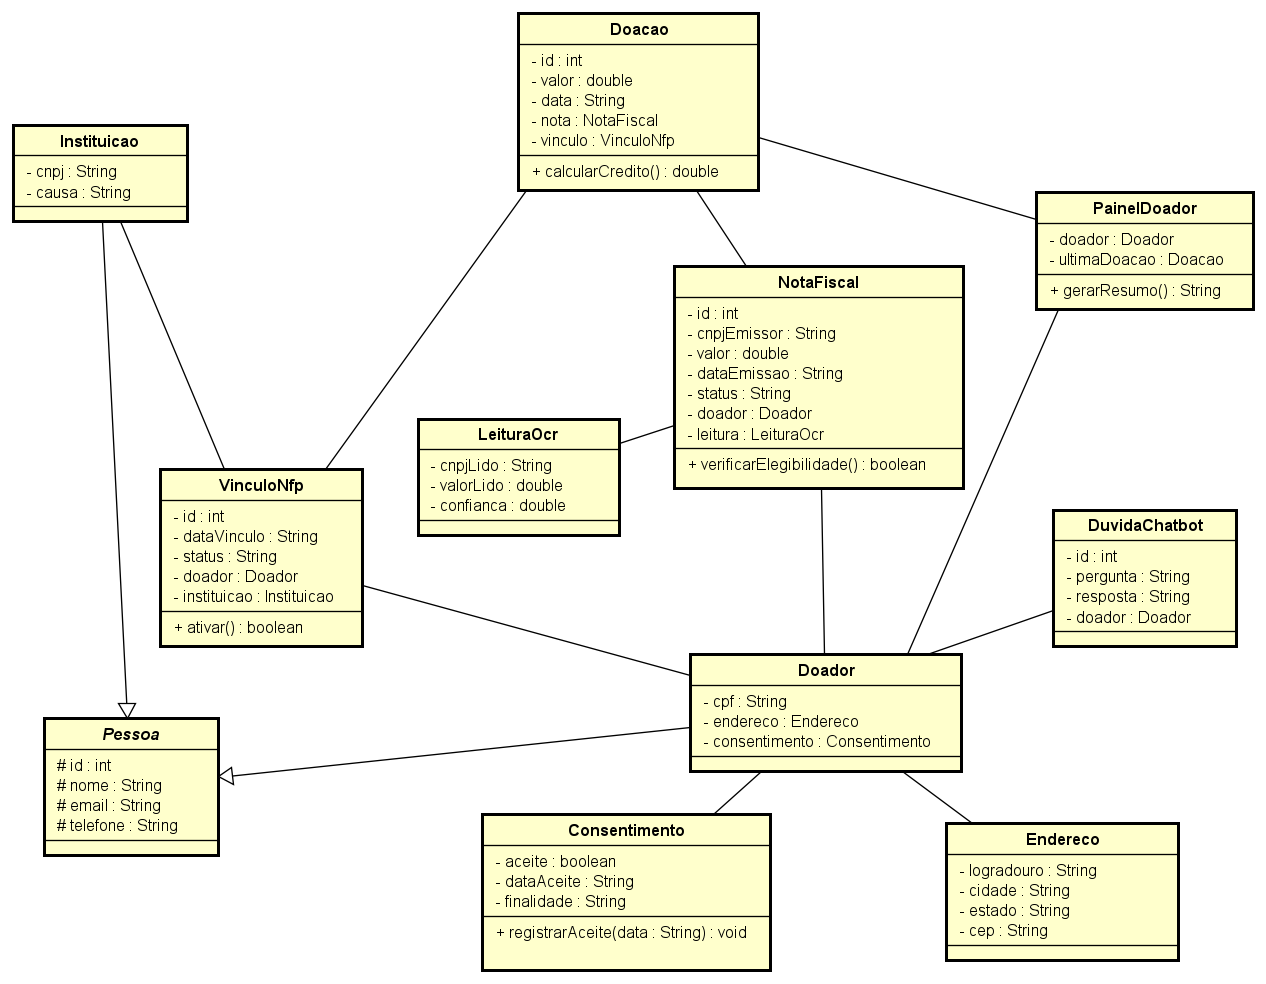 Doacao
- id : int
- valor : double
- data : String
- nota : NotaFiscal
- vinculo : VinculoNfp
+ calcularCredito() : double
Instituicao
- cnpj : String
- causa : String
PainelDoador
- doador : Doador
- ultimaDoacao : Doacao
+ gerarResumo() : String
NotaFiscal
- id : int
- cnpjEmissor : String
- valor : double
- dataEmissao : String
- status : String
- doador : Doador
- leitura : LeituraOcr
+ verificarElegibilidade() : boolean
LeituraOcr
- cnpjLido : String
- valorLido : double
- confianca : double
VinculoNfp
- id : int
- dataVinculo : String
- status : String
- doador : Doador
- instituicao : Instituicao
+ ativar() : boolean
DuvidaChatbot
- id : int
- pergunta : String
- resposta : String
- doador : Doador
Doador
- cpf : String
- endereco : Endereco
- consentimento : Consentimento
Pessoa
# id : int
# nome : String
# email : String
# telefone : String
Consentimento
- aceite : boolean
- dataAceite : String
- finalidade : String
+ registrarAceite(data : String) : void
Endereco
- logradouro : String
- cidade : String
- estado : String
- cep : String